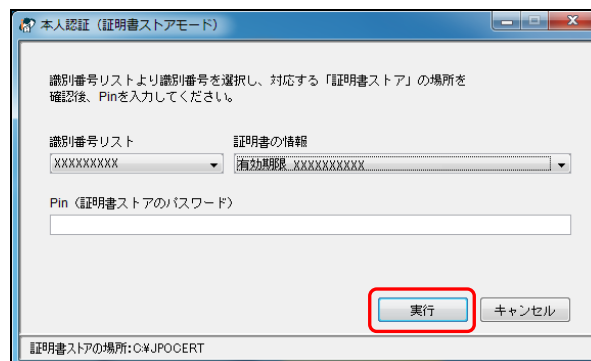 本人認証（証明書ストアモード）
識別番号リストより識別番号を選択し、対応する「証明書ストア」の場所を
確認後、Pinを入力してください。
識別番号リスト 証明書の情報
XXXXXXXXX 有効期限 XXXXXXXXXX
Pin（証明書ストアのパスワード）
実行 キャンセル
証明書ストアの場所:C:¥JPOCERT